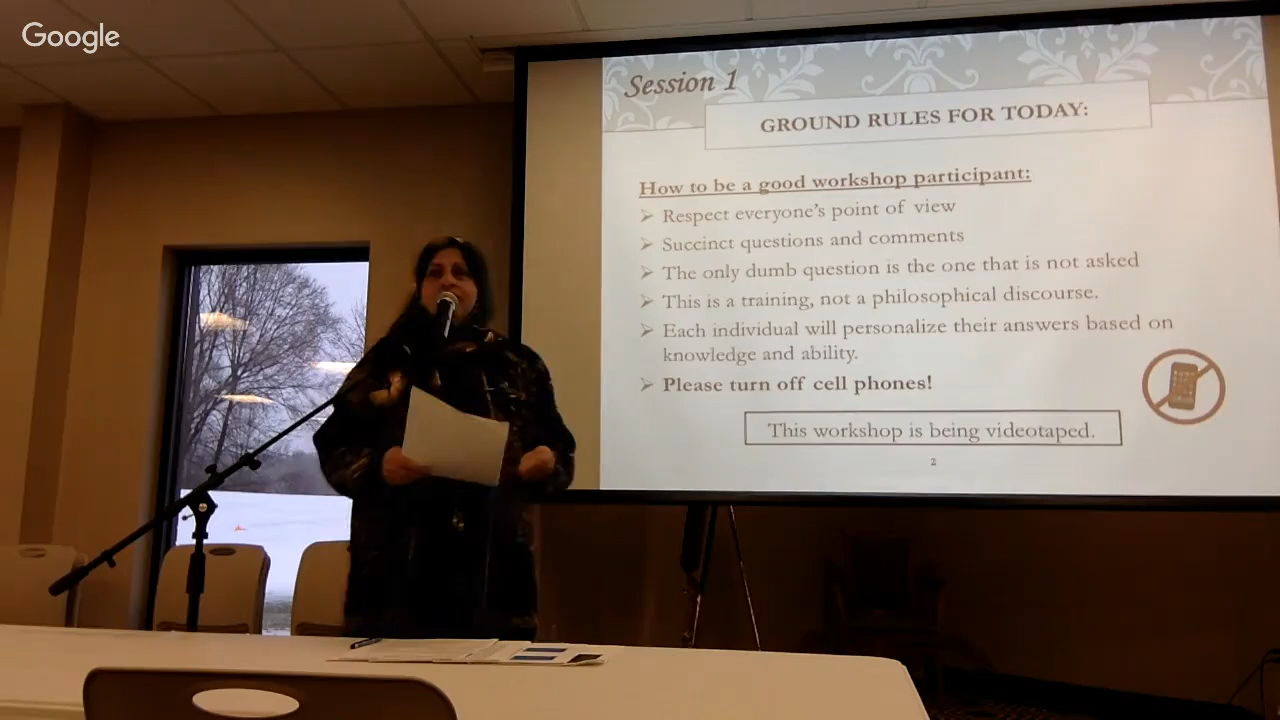 Google
Session 1
GROUND RULES FOR TODAY:
How to be a good workshop participant:
➢ Respect everyone's point of view
➢ Succinct questions and comments
➢ The only dumb question is the one that is not asked
➢ This is a training, not a philosophical discourse.
➢ Each individual will personalize their answers based on
knowledge and ability.
➢ Please turn off cell phones!
This workshop is being videotaped.
2